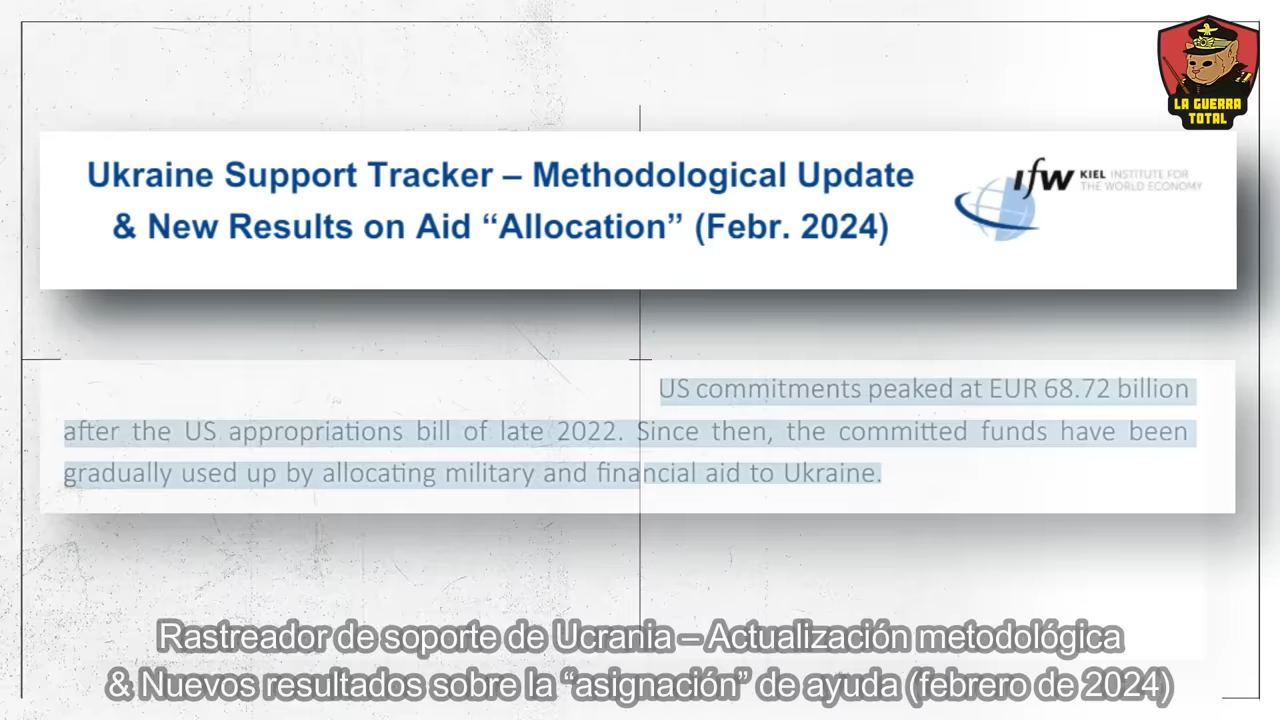 LA GUERRA
TOTAL
Ukraine Support Tracker – Methodological Update
& New Results on Aid “Allocation” (Febr. 2024)
ifw KIEL INSTITUTE FOR
THE WORLD ECONOMY
US commitments peaked at EUR 68.72 billion
after the US appropriations bill of late 2022. Since then, the committed funds have been
gradually used up by allocating military and financial aid to Ukraine.
Rastreador de soporte de Ucrania – Actualización metodológica
& Nuevos resultados sobre la “asignación” de ayuda (febrero de 2024)